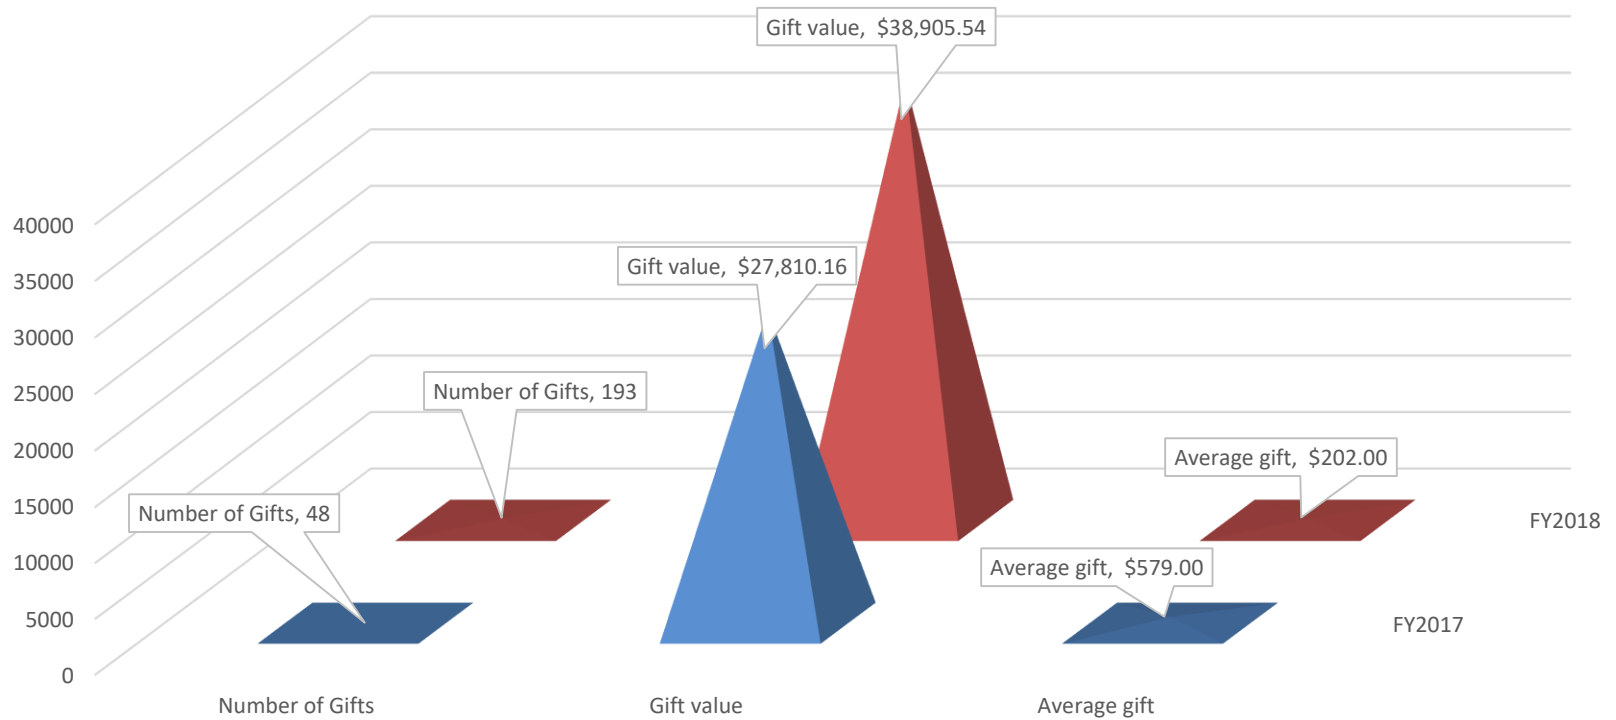 Gift value, $38,905.54
Gift value, $27,810.16
Number of Gifts, 193
Average gift, $202.00
Number of Gifts, 48
Average gift, $579.00
40000
35000
30000
25000
20000
15000
10000
5000
0
FY2018
FY2017
Number of Gifts
Gift value
Average gift